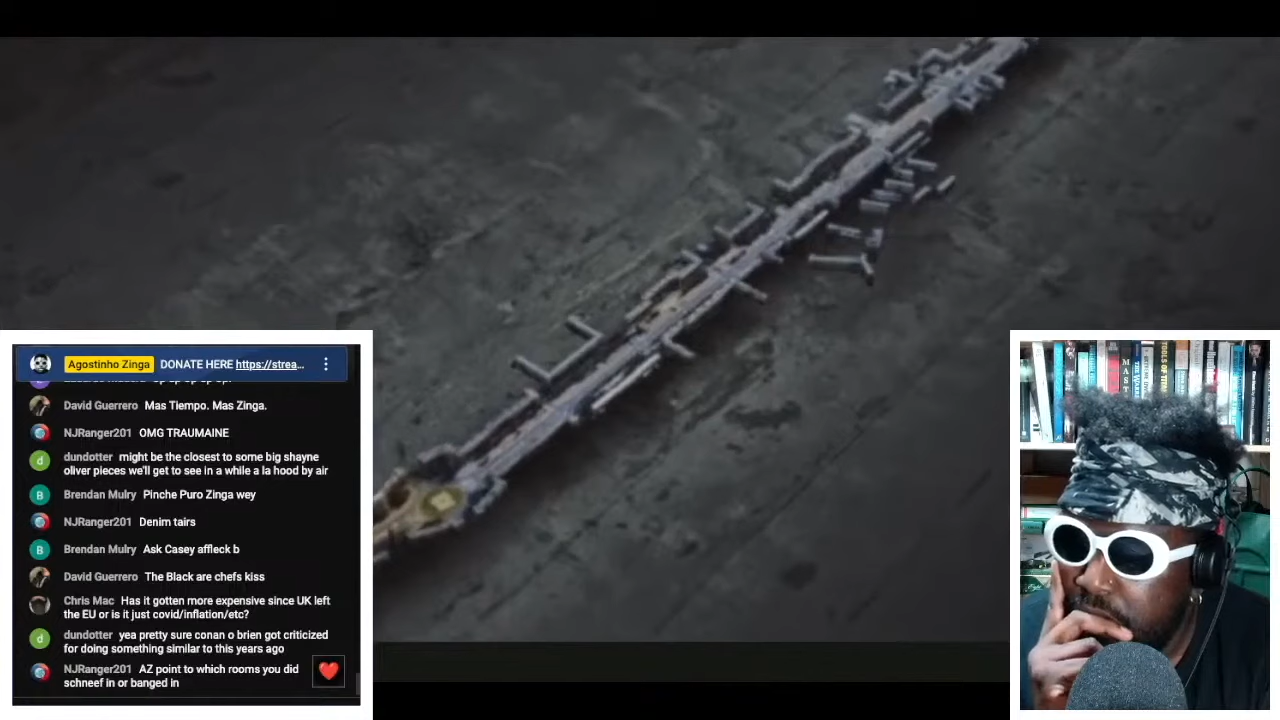 Agostinho Zinga DONATE HERE https://strea...
David Guerrero Mas Tiempo. Mas Zinga.
NJRanger201 OMG TRAUMAINE
d dundotter might be the closest to some big shayne
oliver pieces we'll get to see in a while a la hood by air
B Brendan Mulry Pinche Puro Zinga wey
NJRanger201 Denim tairs
B Brendan Mulry Ask Casey affleck b
David Guerrero The Black are chefs kiss
Chris Mac Has it gotten more expensive since UK left
the EU or is it just covid/inflation/etc?
d dundotter yea pretty sure conan o brien got criticized
for doing something similar to this years ago
NJRanger201 AZ point to which rooms you did
schneef in or banged in